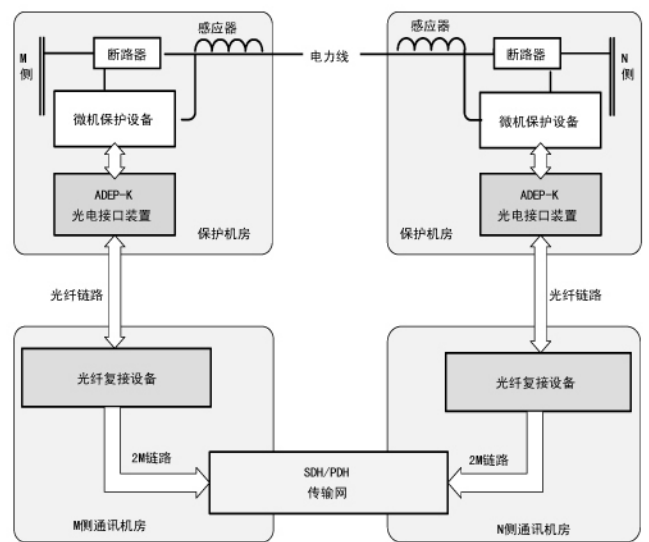 感应器
感应器
M
侧
断路器
电力线
断路器
N
侧
微机保护设备
微机保护设备
ADEP-K
光电接口装置
ADEP-K
光电接口装置
保护机房
保护机房
光纤链路
光纤链路
光纤复接设备
光纤复接设备
2M链路
2M链路
SDH/PDH
传输网
M侧通讯机房
N侧通讯机房